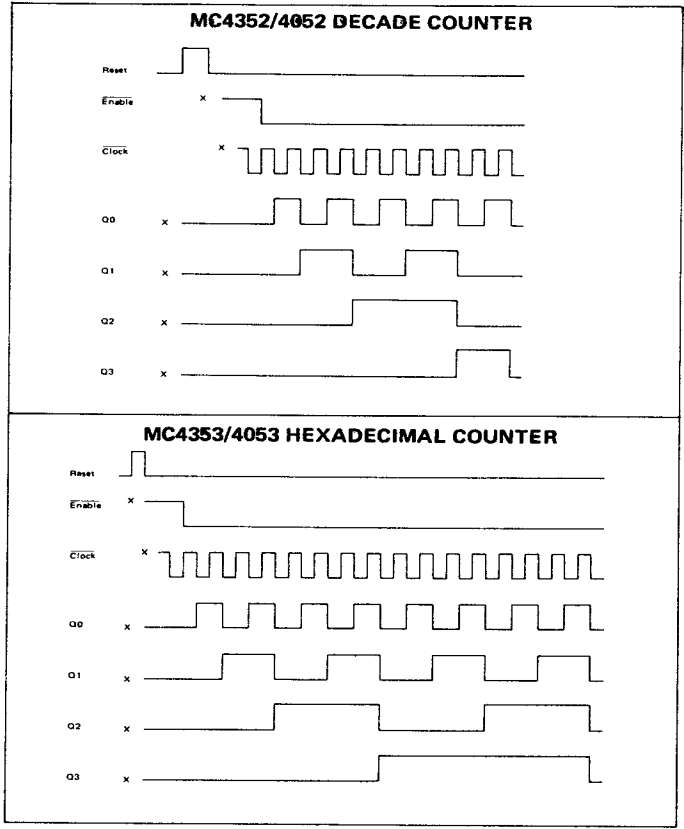 MC4352/4052 DECADE COUNTER
Reset
Enable
x
Clock
x
Q0
x
Q1
x
Q2
x
Q3
x
MC4353/4053 HEXADECIMAL COUNTER
Reset
Enable
x
Clock
x
Q0
x
Q1
x
Q2
x
Q3
x